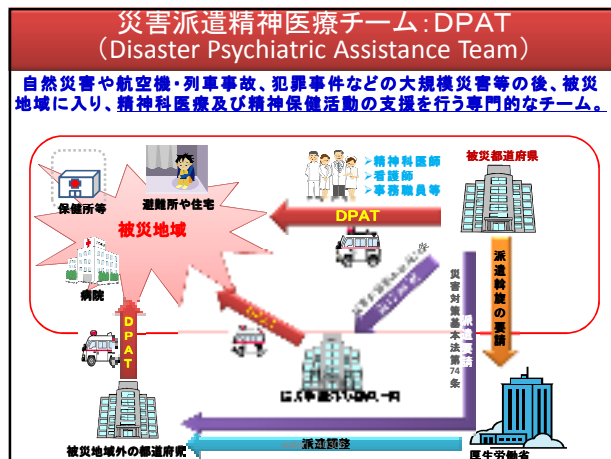 災害派遣精神医療チーム:DPAT
(Disaster Psychiatric Assistance Team)
自然災害や航空機・列車事故、犯罪事件などの大規模災害等の後、被災
地域に入り、精神科医療及び精神保健活動の支援を行う専門的なチーム。
保健所等
避難所や住宅
➢精神科医師
➢看護師
➢事務職員等
被災都道府県
DPAT
被災地域
病院
派遣斡旋の要請
派遣要請
災害対策基本法第74条
DPAT
被災地域外の都道府県
派遣調整
厚生労働省